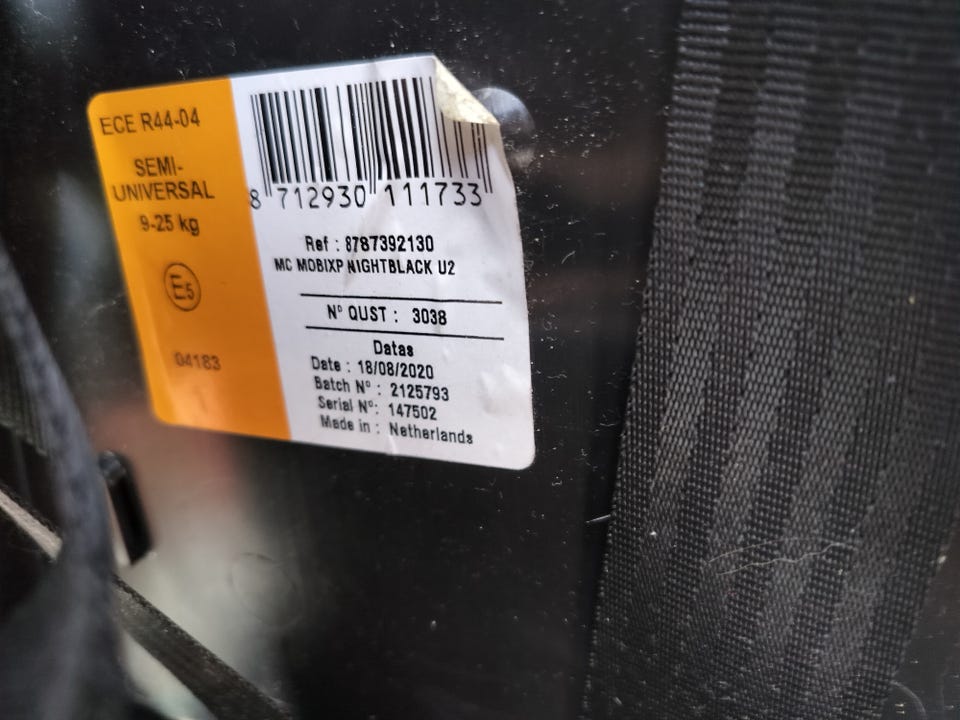 ECE R44-04
SEMI-
UNIVERSAL
9-25 kg
E5
04183
8 712930 111733
Ref : 8787392130
MC MOBIXP NIGHTBLACK U2
N° QUST : 3038
Datas
Date : 18/08/2020
Batch N° : 2125793
Serial N°: 147502
Made in : Netherlands